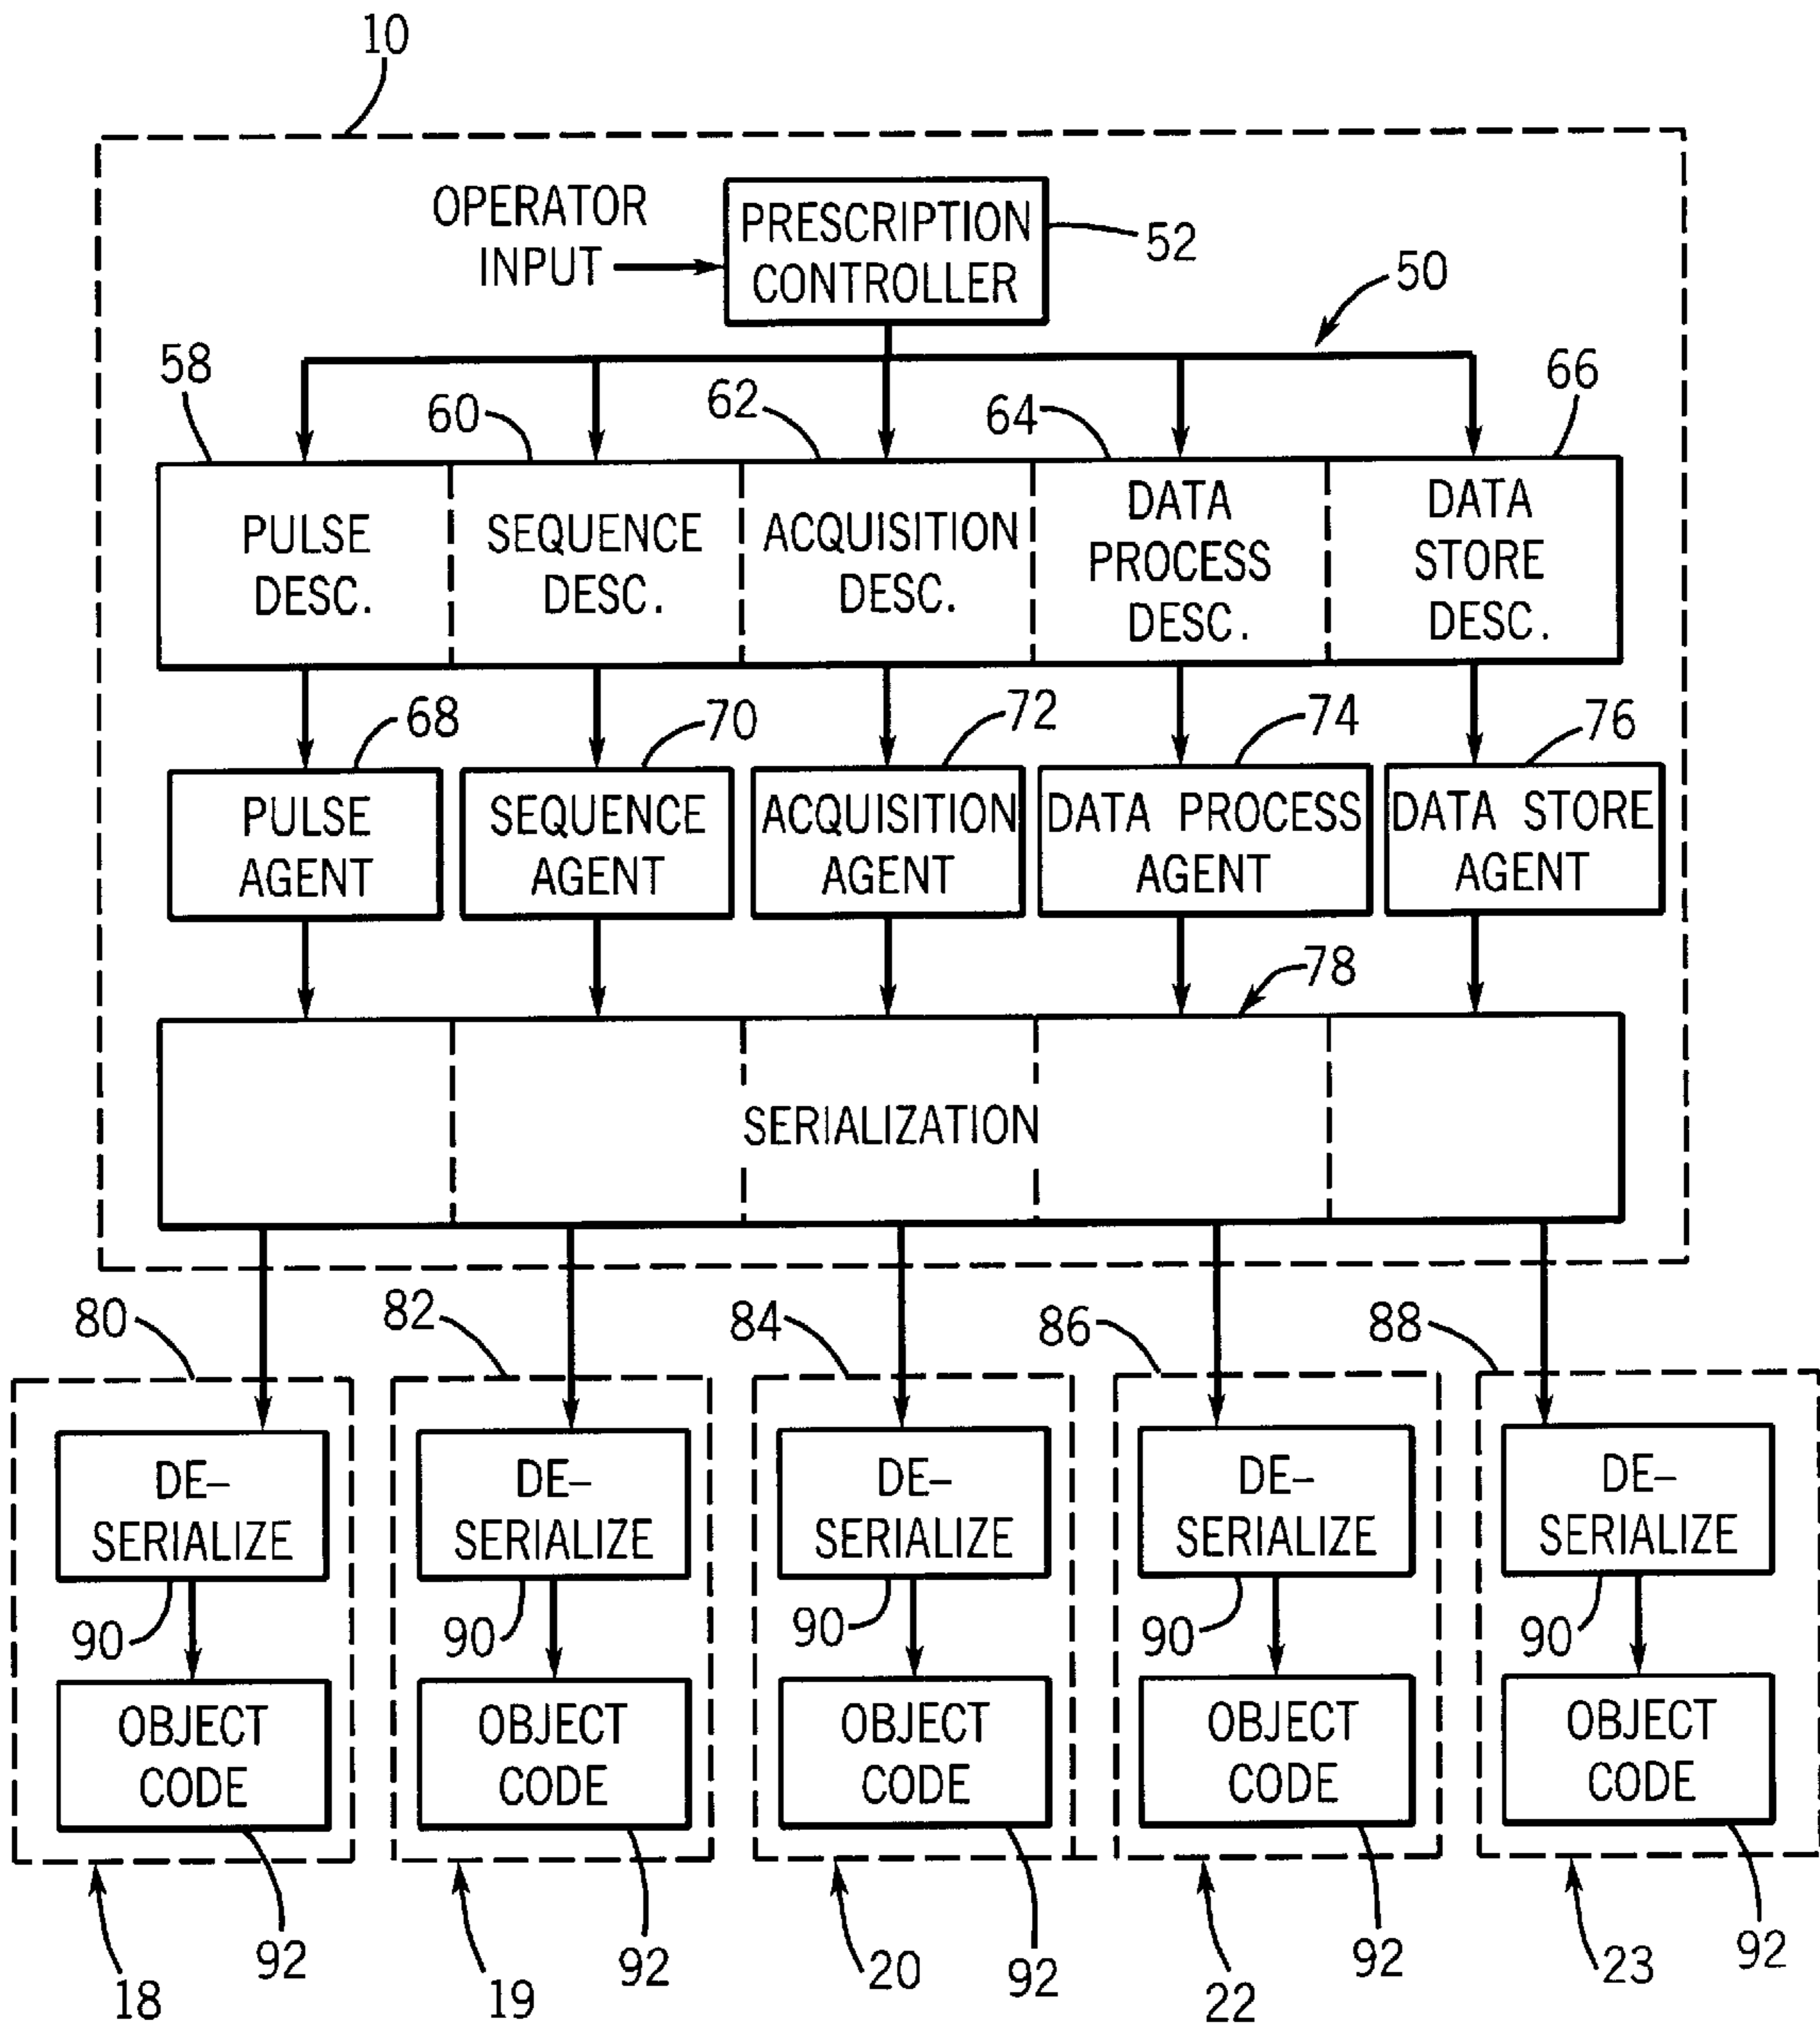 10
OPERATOR
INPUT
PRESCRIPTION
CONTROLLER
52
50
58
60
62
64
66
PULSE
DESC.
SEQUENCE
DESC.
ACQUISITION
DESC.
DATA
PROCESS
DESC.
DATA
STORE
DESC.
68
70
72
74
76
PULSE
AGENT
SEQUENCE
AGENT
ACQUISITION
AGENT
DATA PROCESS
AGENT
DATA STORE
AGENT
78
SERIALIZATION
80
82
84
86
88
DE-
SERIALIZE
DE-
SERIALIZE
DE-
SERIALIZE
DE-
SERIALIZE
DE-
SERIALIZE
90
90
90
90
90
OBJECT
CODE
OBJECT
CODE
OBJECT
CODE
OBJECT
CODE
OBJECT
CODE
18
92
19
92
20
92
22
92
23
92